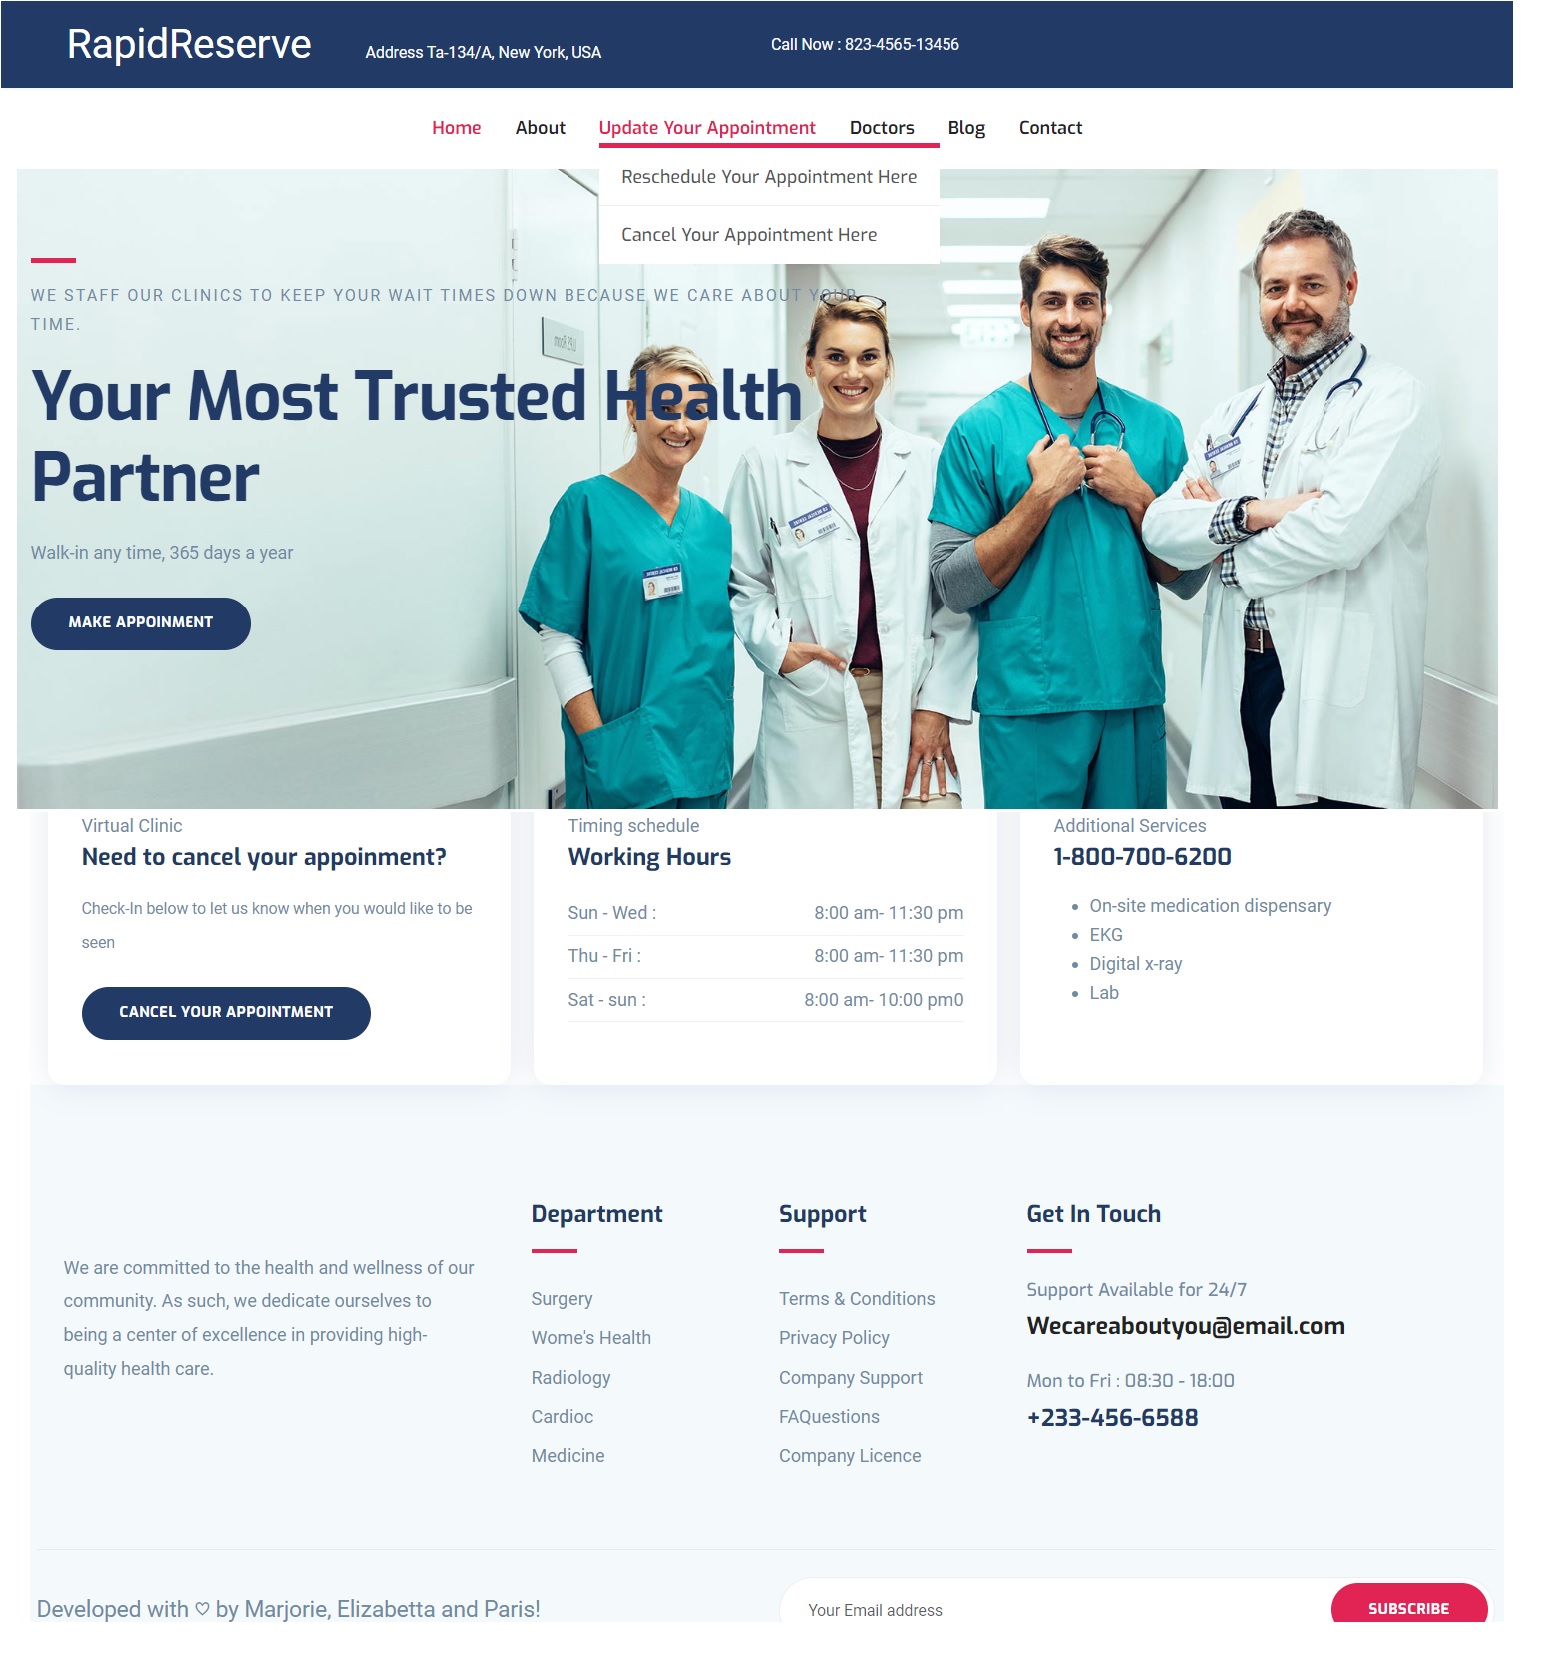 RapidReserve
Address Ta-134/A, New York, USA
Call Now : 823-4565-13456
Home About Update Your Appointment Doctors Blog Contact
Reschedule Your Appointment Here
Cancel Your Appointment Here
WE STAFF OUR CLINICS TO KEEP YOUR WAIT TIMES DOWN BECAUSE WE CARE ABOUT YOUR
TIME.
Your Most Trusted Health
Partner
Walk-in any time, 365 days a year
MAKE APPOINMENT
Virtual Clinic
Need to cancel your appoinment?
Check-In below to let us know when you would like to be
seen
CANCEL YOUR APPOINTMENT
Timing schedule
Working Hours
Sun - Wed : 8:00 am- 11:30 pm
Thu - Fri : 8:00 am- 11:30 pm
Sat - sun : 8:00 am- 10:00 pm0
Additional Services
1-800-700-6200
• On-site medication dispensary
• EKG
• Digital x-ray
• Lab
We are committed to the health and wellness of our
community. As such, we dedicate ourselves to
being a center of excellence in providing high-
quality health care.
Department
Surgery
Wome's Health
Radiology
Cardioc
Medicine
Support
Terms & Conditions
Privacy Policy
Company Support
FAQuestions
Company Licence
Get In Touch
Support Available for 24/7
Wecareaboutyou@email.com
Mon to Fri : 08:30 - 18:00
+233-456-6588
Developed with ♡ by Marjorie, Elizabetta and Paris!
Your Email address
SUBSCRIBE